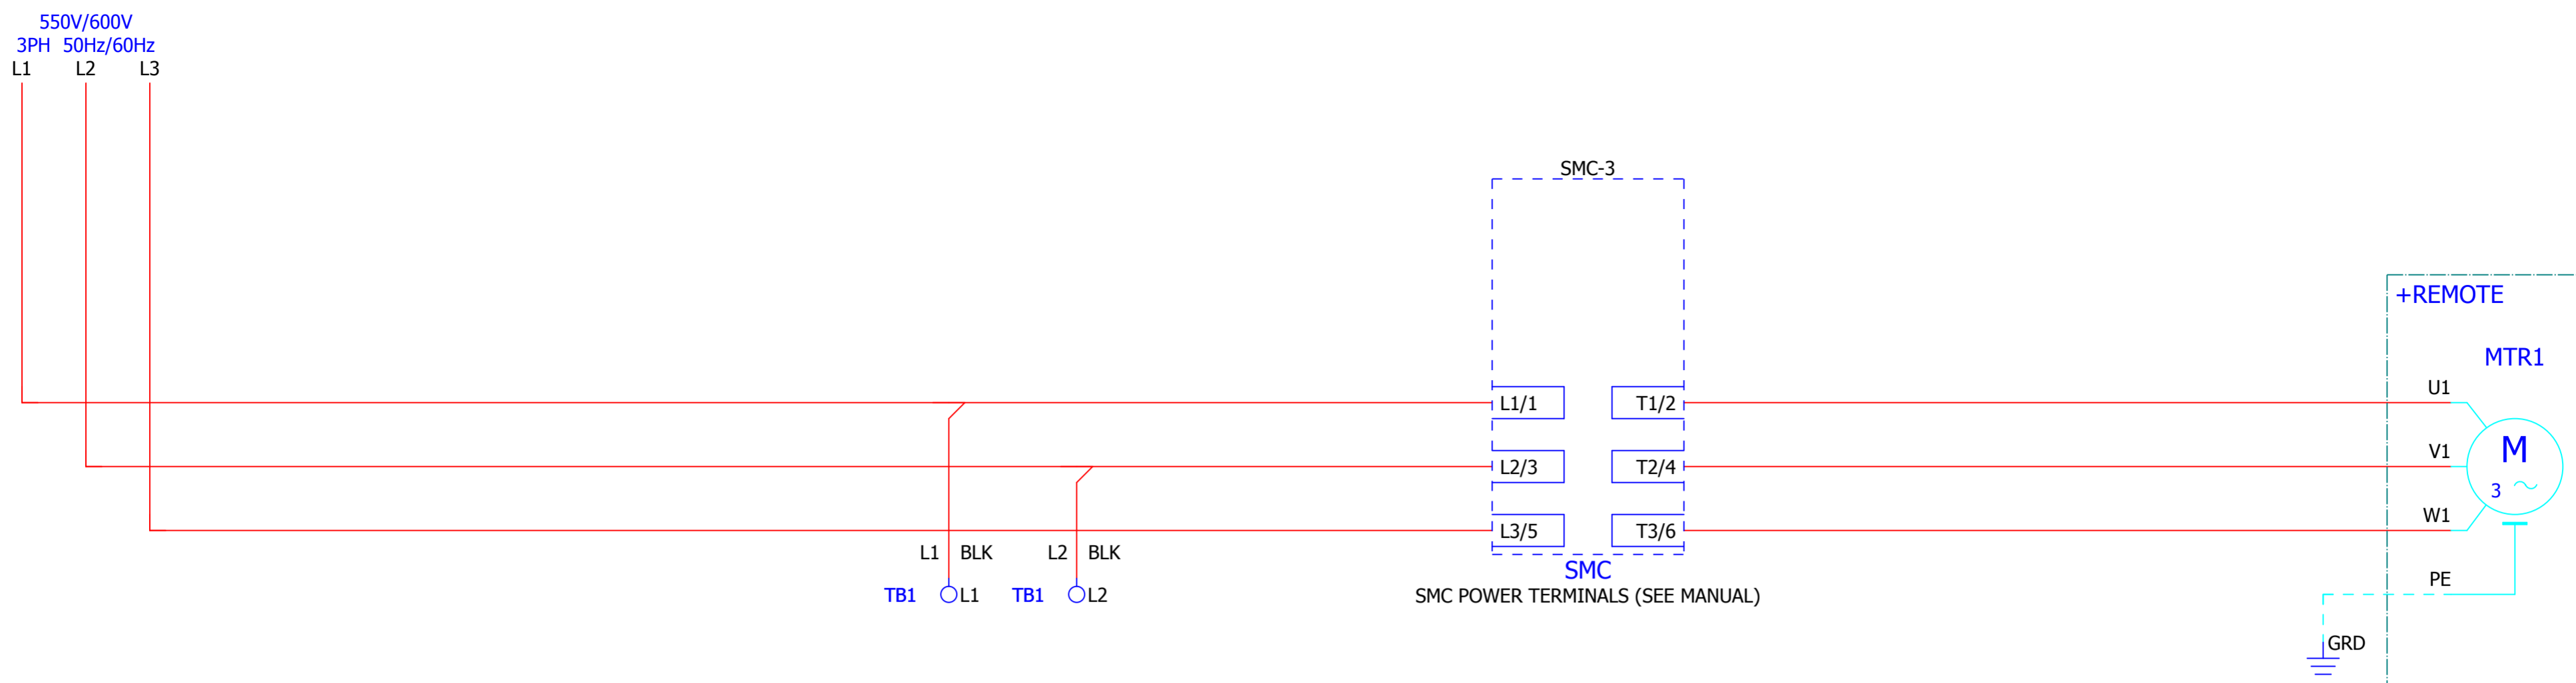 550V/600V
3PH 50Hz/60Hz
L1 L2 L3
SMC-3
+REMOTE
MTR1
U1
L1/1 T1/2
V1 M
L2/3 T2/4
3
W1
L3/5 T3/6
L1 BLK L2 BLK
SMC
PE
TB1 L1 TB1 L2
SMC POWER TERMINALS (SEE MANUAL)
GRD